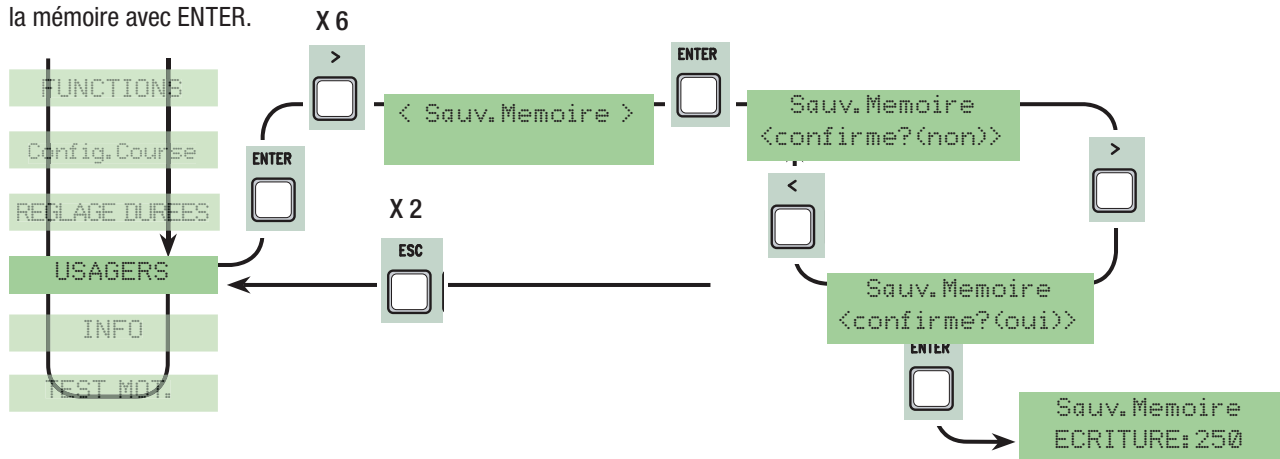 la mémoire avec ENTER.
X 6
>
ENTER
FUNCTIONS
< Sauv.Memoire >
Sauv.Memoire
<confirme?(non)>
Config.Course
ENTER
>
<
REGLAGE DUREES
X 2
ESC
USAGERS
Sauv.Memoire
<confirme?(oui)>
INFO
ENTER
TEST MOT.
Sauv.Memoire
ECRITURE:250